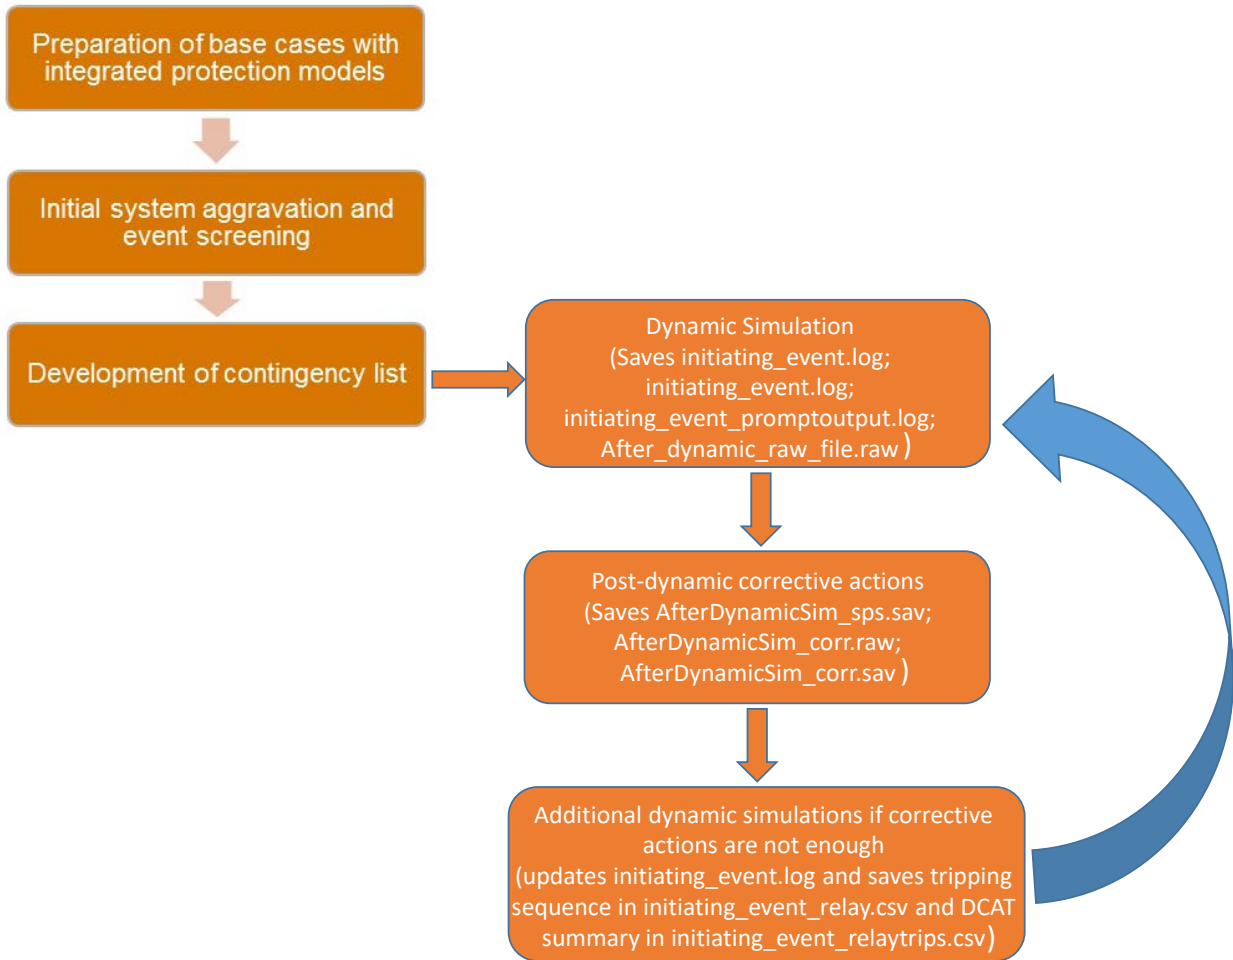 Preparation of base cases with
integrated protection models
Initial system aggravation and
event screening
Development of contingency list
Dynamic Simulation
(Saves initiating_event.log;
initiating_event.log;
initiating_event_promptoutput.log;
After_dynamic_raw_file.raw )
Post-dynamic corrective actions
(Saves AfterDynamicSim_sps.sav;
AfterDynamicSim_corr.raw;
AfterDynamicSim_corr.sav )
Additional dynamic simulations if corrective
actions are not enough
(updates initiating_event.log and saves tripping
sequence in initiating_event_relay.csv and DCAT
summary in initiating_event_relaytrips.csv)